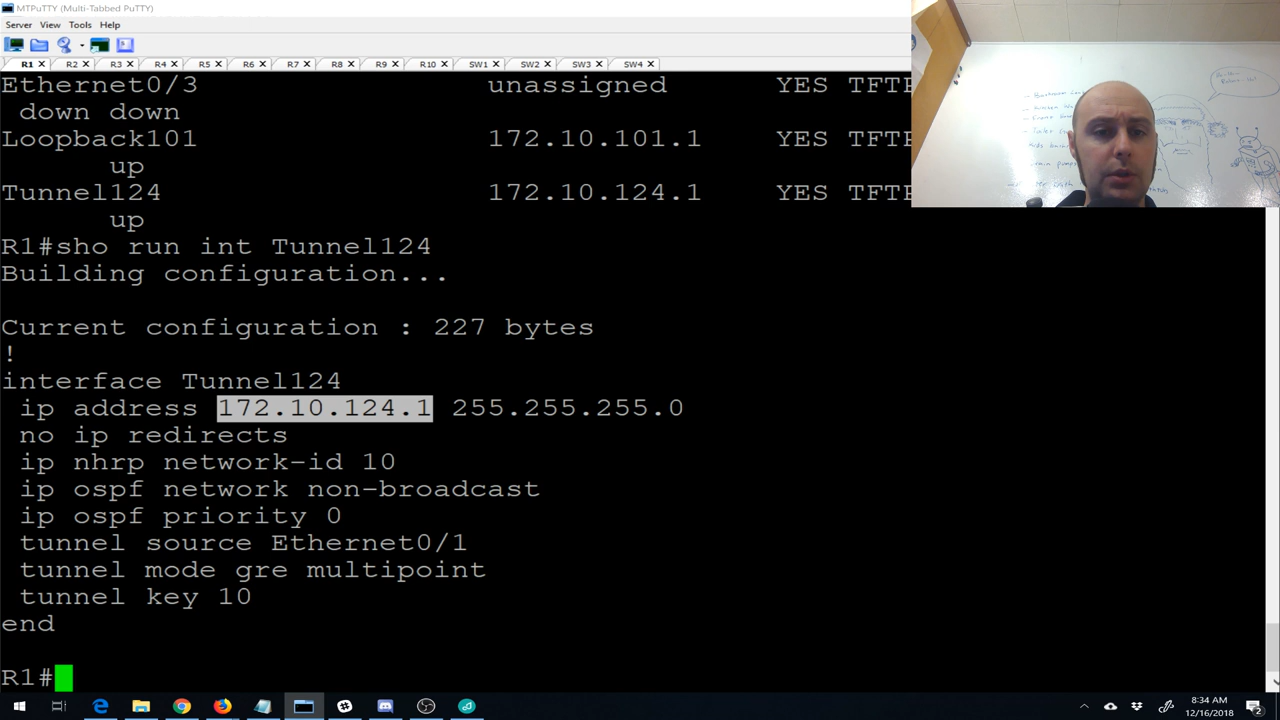 MTPuTTY (Multi-Tabbed PuTTY)
Server View Tools Help
R1 X R2 X R3 X R4 X R5 X R6 X R7 X R8 X R9 X R10 X SW1 X SW2 X SW3 X SW4 X
Ethernet0/3 unassigned YES TFTP
down down
Loopback101 172.10.101.1 YES TFTP
up
Tunnel124 172.10.124.1 YES TFTP
up
R1#sho run int Tunnel124
Building configuration...
Current configuration : 227 bytes
!
interface Tunnel124
ip address 172.10.124.1 255.255.255.0
no ip redirects
ip nhrp network-id 10
ip ospf network non-broadcast
ip ospf priority 0
tunnel source Ethernet0/1
tunnel mode gre multipoint
tunnel key 10
end
R1#
8:34 AM
12/16/2018
2